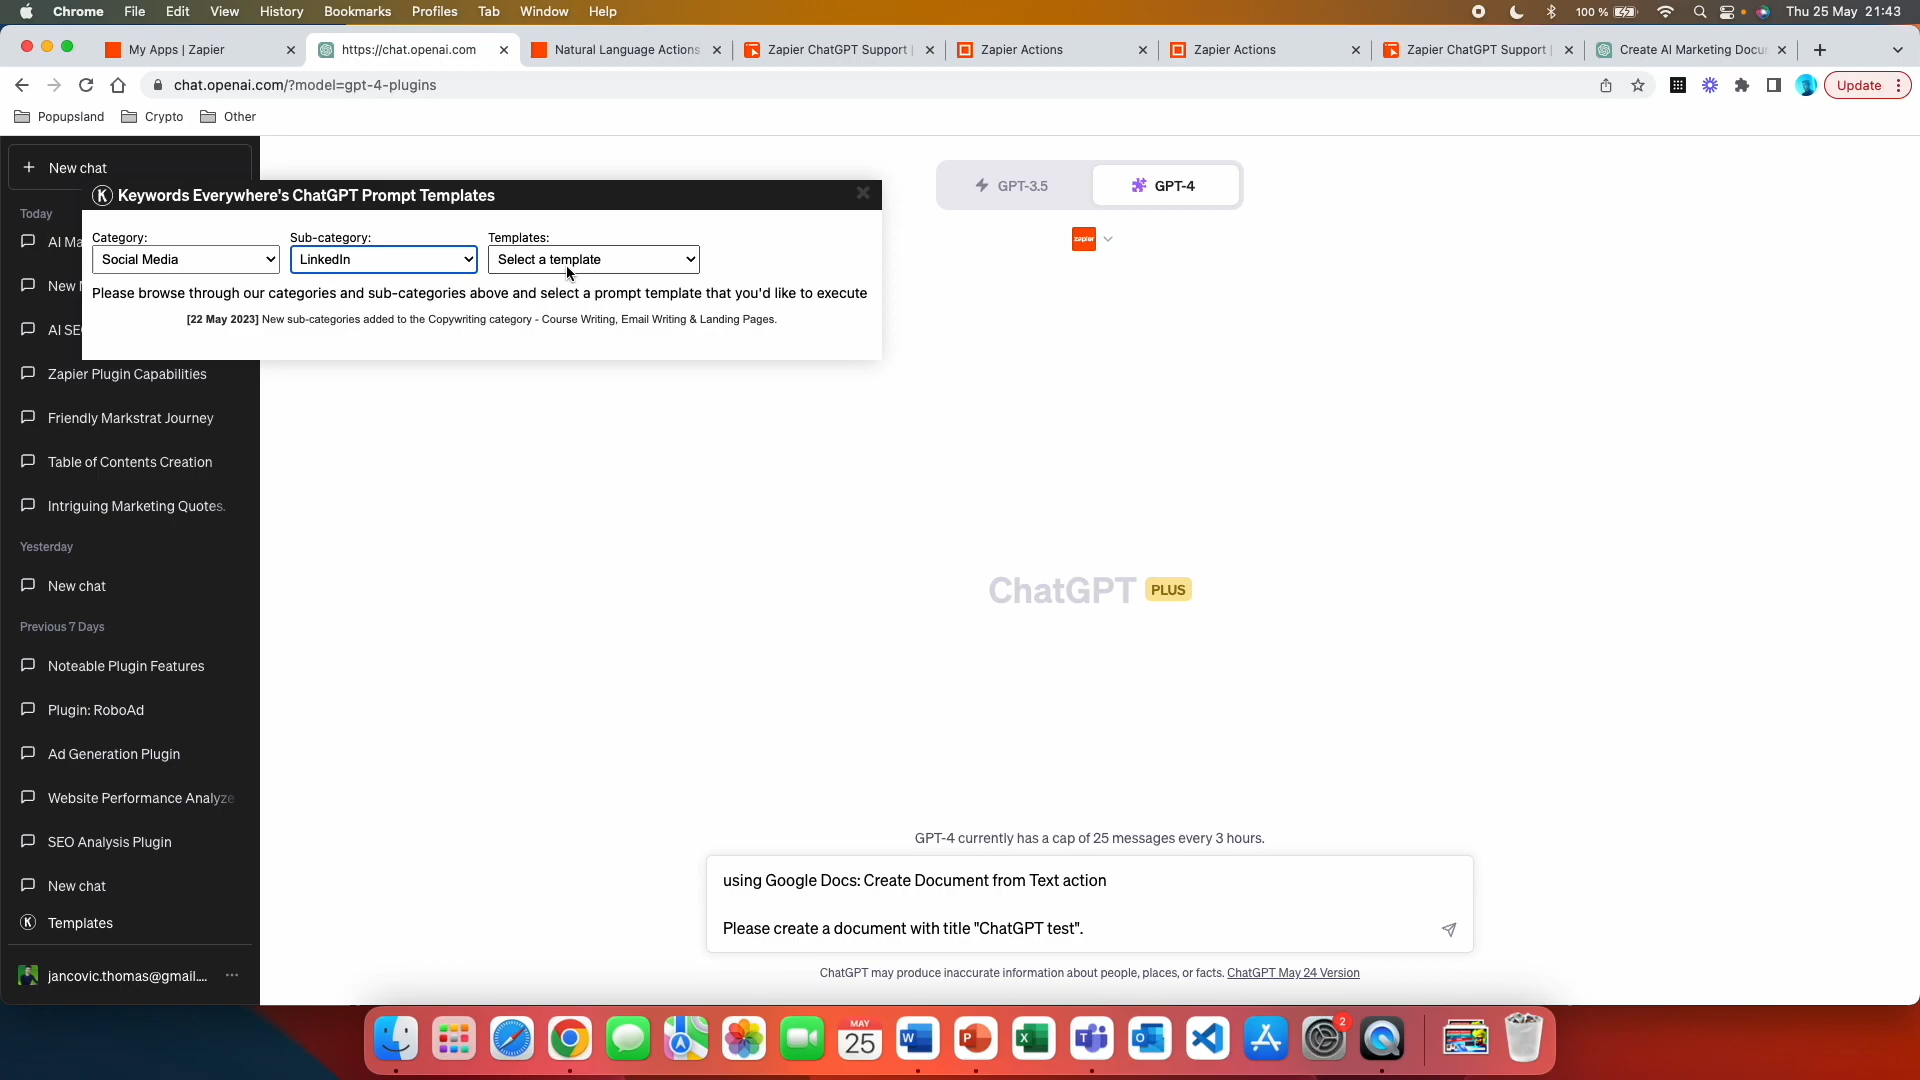 Chrome File Edit View History Bookmarks Profiles Tab Window Help 100 % Thu 25 May 21:43
My Apps | Zapier https://chat.openai.com Natural Language Actions Zapier ChatGPT Support | Zapier Actions Zapier Actions Zapier ChatGPT Support | Create AI Marketing Docu
chat.openai.com/?model=gpt-4-plugins Update
Popupsland Crypto Other
New chat
Keywords Everywhere's ChatGPT Prompt Templates
GPT-3.5 GPT-4
zapier
Today
Category: Sub-category: Templates:
Social Media LinkedIn Select a template
Please browse through our categories and sub-categories above and select a prompt template that you'd like to execute
[22 May 2023] New sub-categories added to the Copywriting category - Course Writing, Email Writing & Landing Pages.
AI Ma
New
AI SE
Zapier Plugin Capabilities
Friendly Markstrat Journey
Table of Contents Creation
Intriguing Marketing Quotes.
Yesterday
New chat
Previous 7 Days
Noteable Plugin Features
Plugin: RoboAd
Ad Generation Plugin
Website Performance Analyze
SEO Analysis Plugin
New chat
K Templates
jancovic.thomas@gmail....
ChatGPT PLUS
GPT-4 currently has a cap of 25 messages every 3 hours.
using Google Docs: Create Document from Text action
Please create a document with title "ChatGPT test".
ChatGPT may produce inaccurate information about people, places, or facts. ChatGPT May 24 Version
MAY
25
2